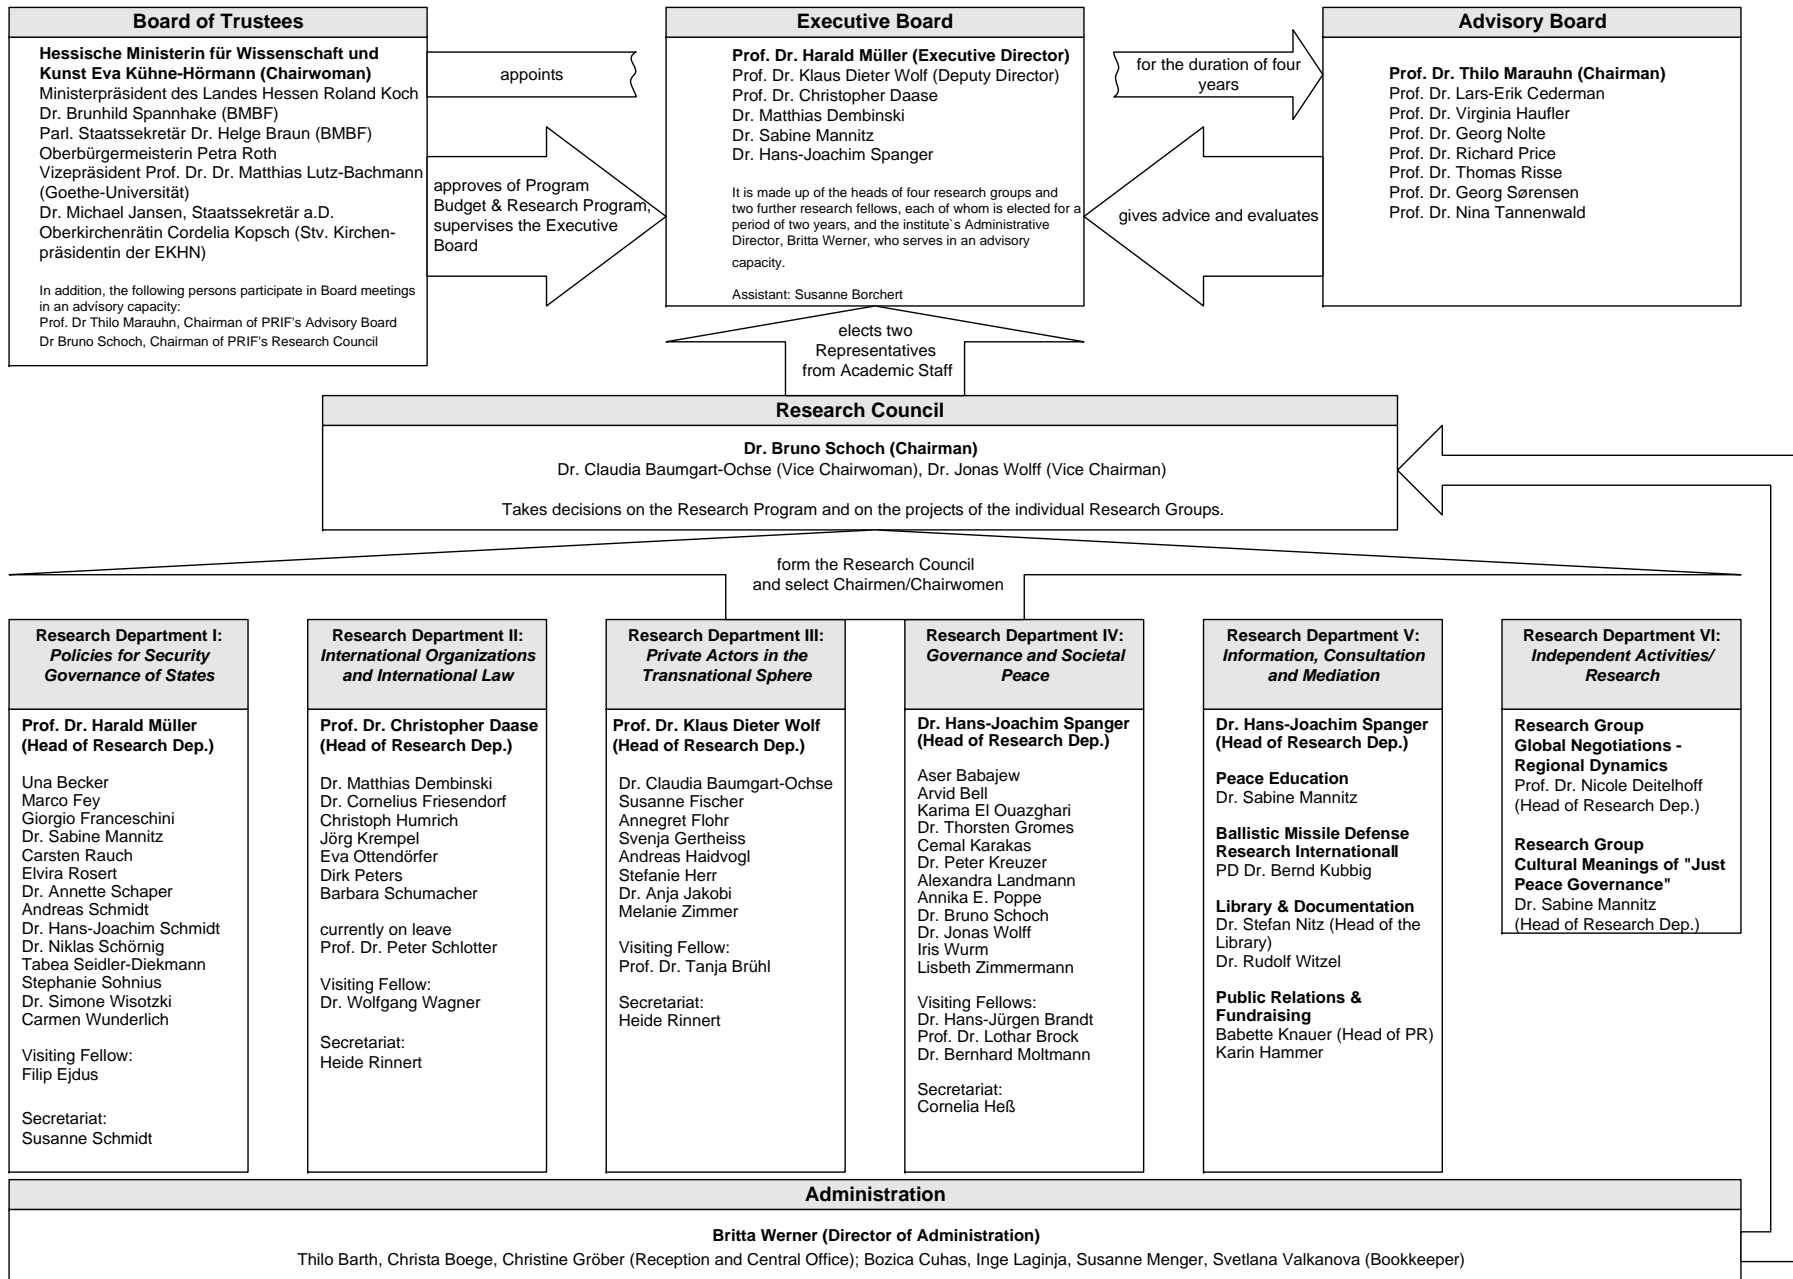 Board of Trustees
Hessische Ministerin für Wissenschaft und
Kunst Eva Kühne-Hörmann (Chairwoman)
Ministerpräsident des Landes Hessen Roland Koch
Dr. Brunhild Spannhake (BMBF)
Parl. Staatssekretär Dr. Helge Braun (BMBF)
Oberbürgermeisterin Petra Roth
Vizepräsident Prof. Dr. Dr. Matthias Lutz-Bachmann
(Goethe-Universität)
Dr. Michael Jansen, Staatssekretär a.D.
Oberkirchenrätin Cordelia Kopsch (Stv. Kirchen-
präsidentin der EKHN)
In addition, the following persons participate in Board meetings
in an advísory capacity:
Prof. Dr Thilo Marauhn, Chairman of PRIF's Advisory Board
Dr Bruno Schoch, Chairman of PRIF's Research Council
appoints
approves of Program
Budget & Research Program,
supervises the Executive
Board
Executive Board
Prof. Dr. Harald Müller (Executive Director)
Prof. Dr. Klaus Dieter Wolf (Deputy Director)
Prof. Dr. Christopher Daase
Dr. Matthias Dembinski
Dr. Sabine Mannitz
Dr. Hans-Joachim Spanger
It is made up of the heads of four research groups and
two further research fellows, each of whom is elected for a
period of two years, and the institute`s Administrative
Director, Britta Werner, who serves in an advisory
capacity.
Assistant: Susanne Borchert
for the duration of four
years
gives advice and evaluates
Advisory Board
Prof. Dr. Thilo Marauhn (Chairman)
Prof. Dr. Lars-Erik Cederman
Prof. Dr. Virginia Haufler
Prof. Dr. Georg Nolte
Prof. Dr. Richard Price
Prof. Dr. Thomas Risse
Prof. Dr. Georg Sørensen
Prof. Dr. Nina Tannenwald
elects two
Representatives
from Academic Staff
Research Council
Dr. Bruno Schoch (Chairman)
Dr. Claudia Baumgart-Ochse (Vice Chairwoman), Dr. Jonas Wolff (Vice Chairman)
Takes decisions on the Research Program and on the projects of the individual Research Groups.
form the Research Council
and select Chairmen/Chairwomen
Research Department I:
Policies for Security
Governance of States
Prof. Dr. Harald Müller
(Head of Research Dep.)
Una Becker
Marco Fey
Giorgio Franceschini
Dr. Sabine Mannitz
Carsten Rauch
Elvira Rosert
Dr. Annette Schaper
Andreas Schmidt
Dr. Hans-Joachim Schmidt
Dr. Niklas Schörnig
Tabea Seidler-Diekmann
Stephanie Sohnius
Dr. Simone Wisotzki
Carmen Wunderlich
Visiting Fellow:
Filip Ejdus
Secretariat:
Susanne Schmidt
Research Department II:
International Organizations
and International Law
Prof. Dr. Christopher Daase
(Head of Research Dep.)
Dr. Matthias Dembinski
Dr. Cornelius Friesendorf
Christoph Humrich
Jörg Krempel
Eva Ottendörfer
Dirk Peters
Barbara Schumacher
currently on leave
Prof. Dr. Peter Schlotter
Visiting Fellow:
Dr. Wolfgang Wagner
Secretariat:
Heide Rinnert
Research Department III:
Private Actors in the
Transnational Sphere
Prof. Dr. Klaus Dieter Wolf
(Head of Research Dep.)
Dr. Claudia Baumgart-Ochse
Susanne Fischer
Annegret Flohr
Svenja Gertheiss
Andreas Haidvogl
Stefanie Herr
Dr. Anja Jakobi
Melanie Zimmer
Visiting Fellow:
Prof. Dr. Tanja Brühl
Secretariat:
Heide Rinnert
Research Department IV:
Governance and Societal
Peace
Dr. Hans-Joachim Spanger
(Head of Research Dep.)
Aser Babajew
Arvid Bell
Karima El Ouazghari
Dr. Thorsten Gromes
Cemal Karakas
Dr. Peter Kreuzer
Alexandra Landmann
Annika E. Poppe
Dr. Bruno Schoch
Dr. Jonas Wolff
Iris Wurm
Lisbeth Zimmermann
Visiting Fellows:
Dr. Hans-Jürgen Brandt
Prof. Dr. Lothar Brock
Dr. Bernhard Moltmann
Secretariat:
Cornelia Heß
Research Department V:
Information, Consultation
and Mediation
Dr. Hans-Joachim Spanger
(Head of Research Dep.)
Peace Education
Dr. Sabine Mannitz
Ballistic Missile Defense
Research Internationall
PD Dr. Bernd Kubbig
Library & Documentation
Dr. Stefan Nitz (Head of the
Library)
Dr. Rudolf Witzel
Public Relations &
Fundraising
Babette Knauer (Head of PR)
Karin Hammer
Research Department VI:
Independent Activities/
Research
Research Group
Global Negotiations -
Regional Dynamics
Prof. Dr. Nicole Deitelhoff
(Head of Research Dep.)
Research Group
Cultural Meanings of "Just
Peace Governance"
Dr. Sabine Mannitz
(Head of Research Dep.)
Administration
Britta Werner (Director of Administration)
Thilo Barth, Christa Boege, Christine Gröber (Reception and Central Office); Bozica Cuhas, Inge Laginja, Susanne Menger, Svetlana Valkanova (Bookkeeper)